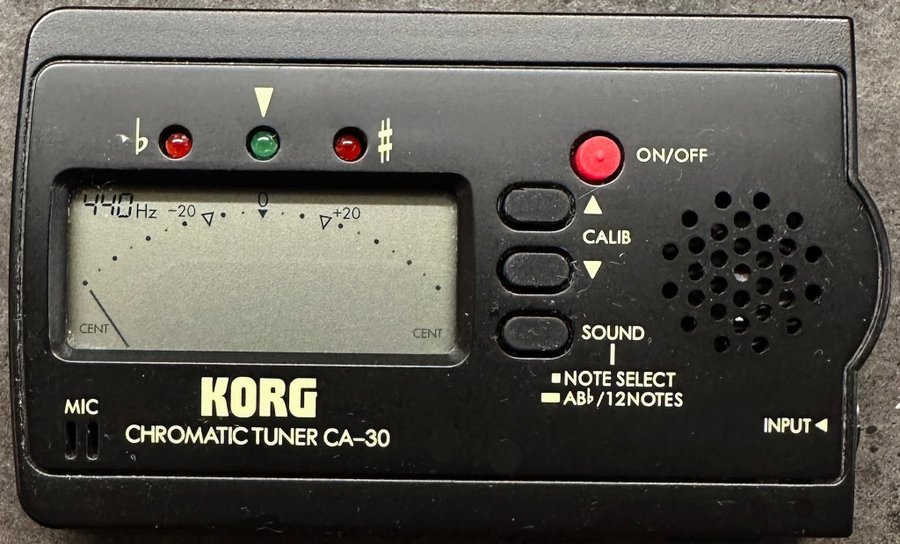 ♭ ♯
ON/OFF
440 Hz -20 0 +20
CALIB
CENT CENT
SOUND
NOTE SELECT
AB♭/12NOTES
KORG
MIC
CHROMATIC TUNER CA-30
INPUT